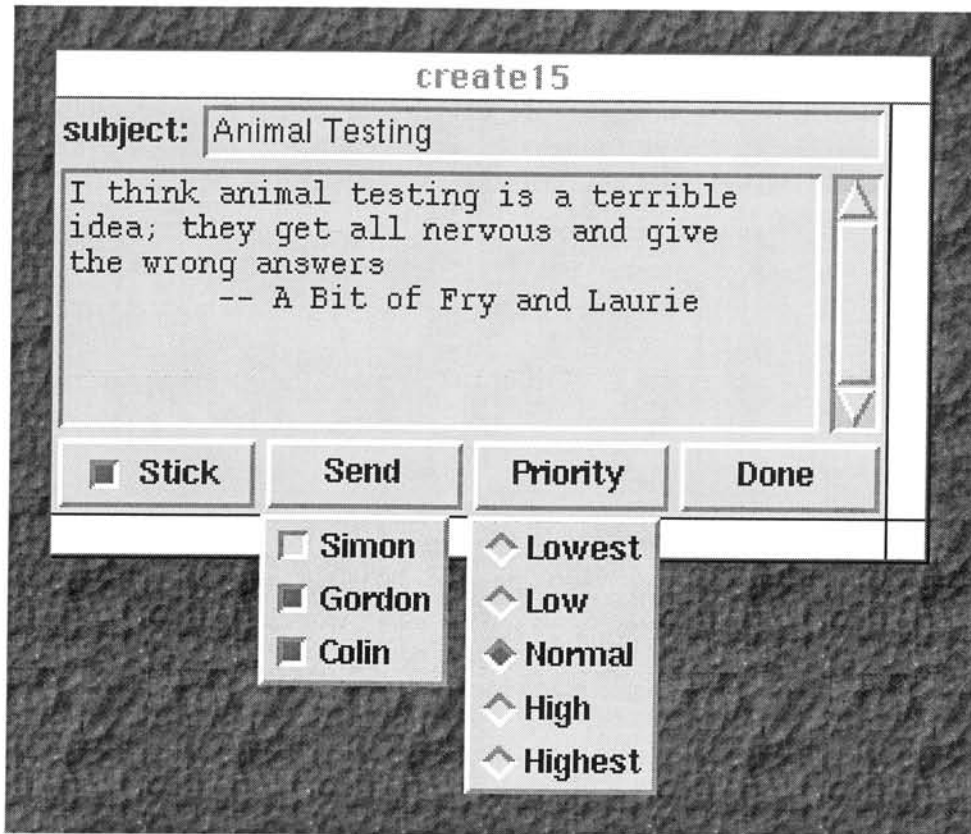 create15
subject: Animal Testing
I think animal testing is a terrible
idea; they get all nervous and give
the wrong answers
-- A Bit of Fry and Laurie
Stick Send Priority Done
Simon
Gordon
Colin
Lowest
Low
Normal
High
Highest